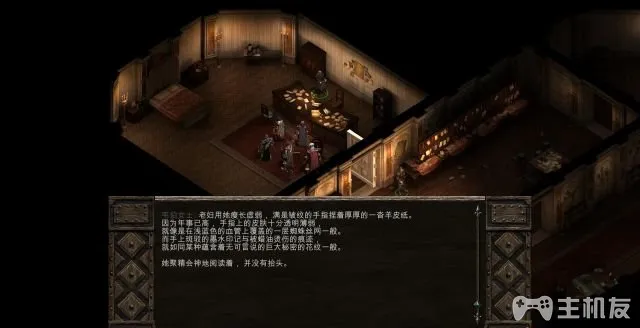 老妇用她瘦长虚弱，满是皱纹的手指捏着厚厚的一沓羊皮纸。
因为年事已高，手指上的皮肤十分透明薄弱，
就像是在浅蓝色的血管上覆盖的一层蜘蛛丝网一般。
而手上斑驳的墨水印记与被蜡油烫伤的痕迹，
就如同某种蕴含着无可言说的巨大秘密的花纹一般。
她聚精会神地阅读着，并没有抬头。
主机友